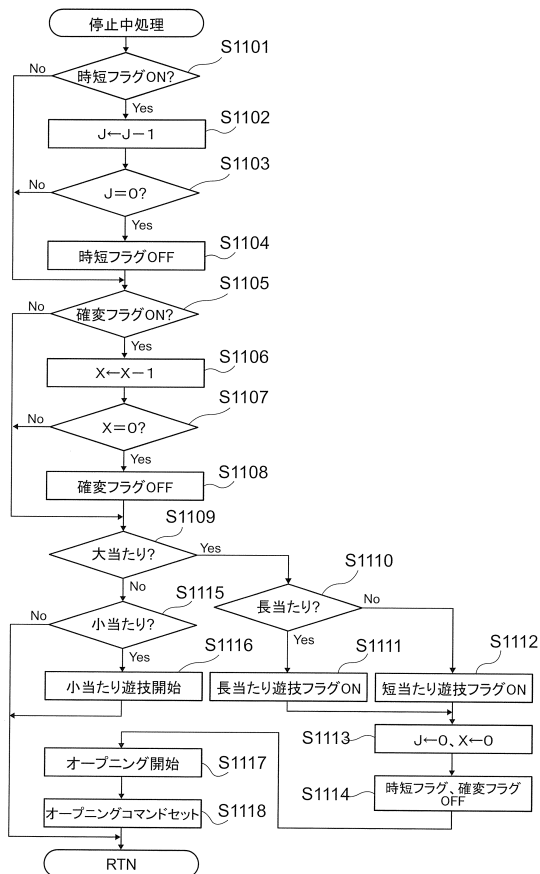 停止中処理
S1101
時短フラグON?
No
Yes
S1102
J←J－1
S1103
J＝0?
No
Yes
S1104
時短フラグOFF
S1105
確変フラグON?
No
Yes
S1106
X←X－1
S1107
X＝0?
No
Yes
S1108
確変フラグOFF
S1109
大当たり?
Yes
No
S1110
長当たり?
No
Yes
S1115
小当たり?
No
Yes
S1116
小当たり遊技開始
S1111
長当たり遊技フラグON
S1112
短当たり遊技フラグON
S1113
J←0、X←0
S1114
時短フラグ、確変フラグ
OFF
オープニング開始
S1117
オープニングコマンドセット
S1118
RTN